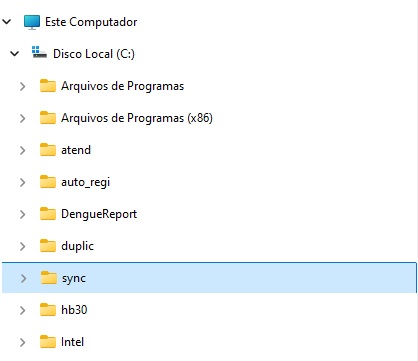 Este Computador
Disco Local (C:)
Arquivos de Programas
Arquivos de Programas (x86)
atend
auto_regi
DengueReport
duplic
sync
hb30
Intel